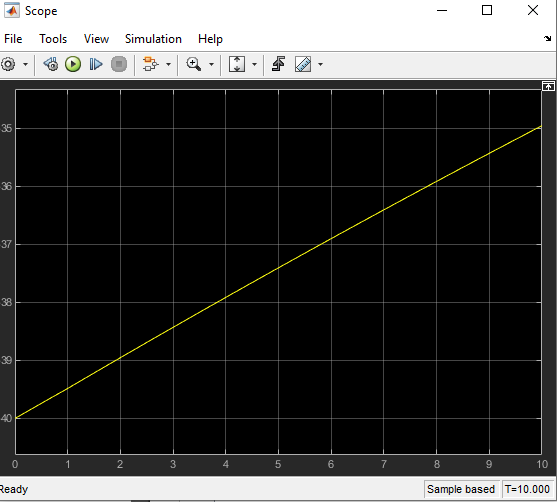 Scope
File Tools View Simulation Help
35
36
37
38
39
40
0 1 2 3 4 5 6 7 8 9 10
Ready Sample based T=10.000